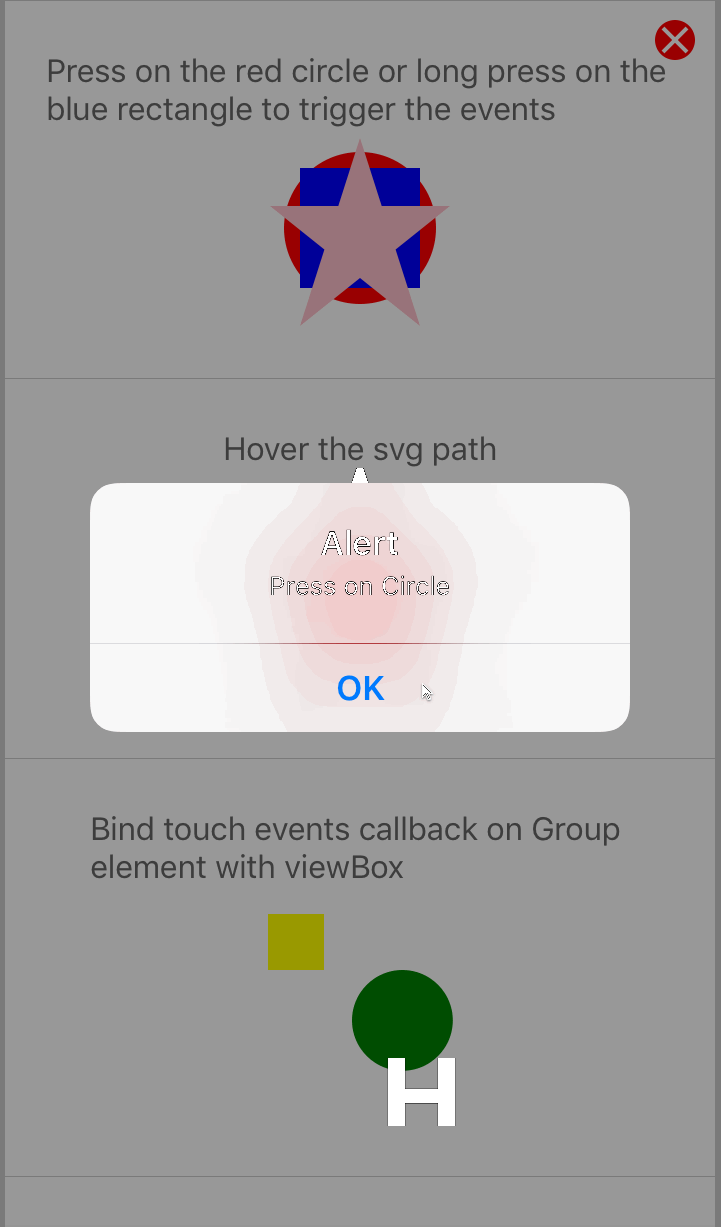 Press on the red circle or long press on the
blue rectangle to trigger the events
Hover the svg path
Alert
Press on Circle
OK
Bind touch events callback on Group
element with viewBox
H